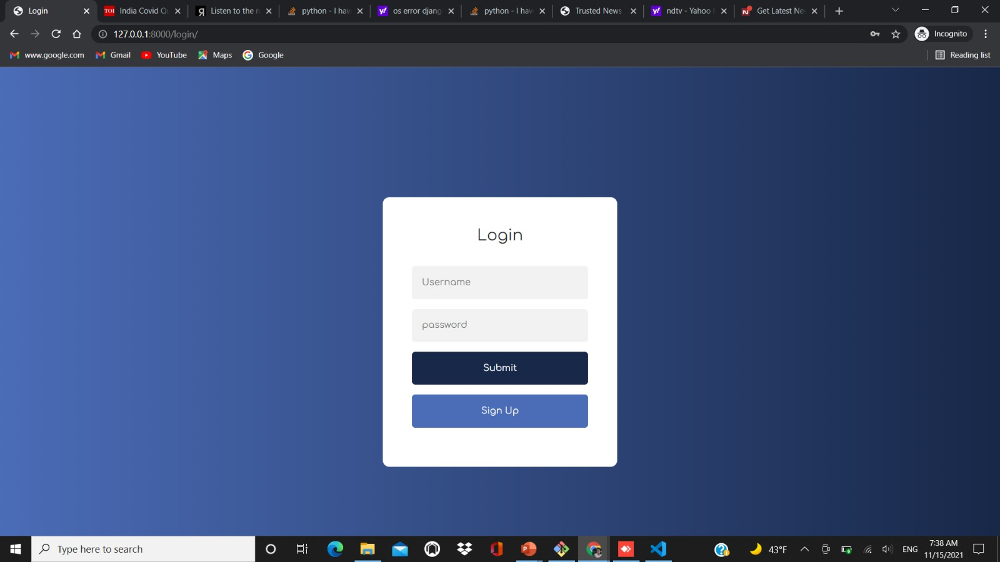 Login
India Covid Q
Listen to the n
python - I hav
os error djang
python - I hav
Trusted News
ndtv - Yahoo
Get Latest Ne
127.0.0.1:8000/login/
Incognito
www.google.com
Gmail
YouTube
Maps
Google
Reading list
Login
Username
password
Submit
Sign Up
Type here to search
43°F
ENG
7:38 AM
11/15/2021